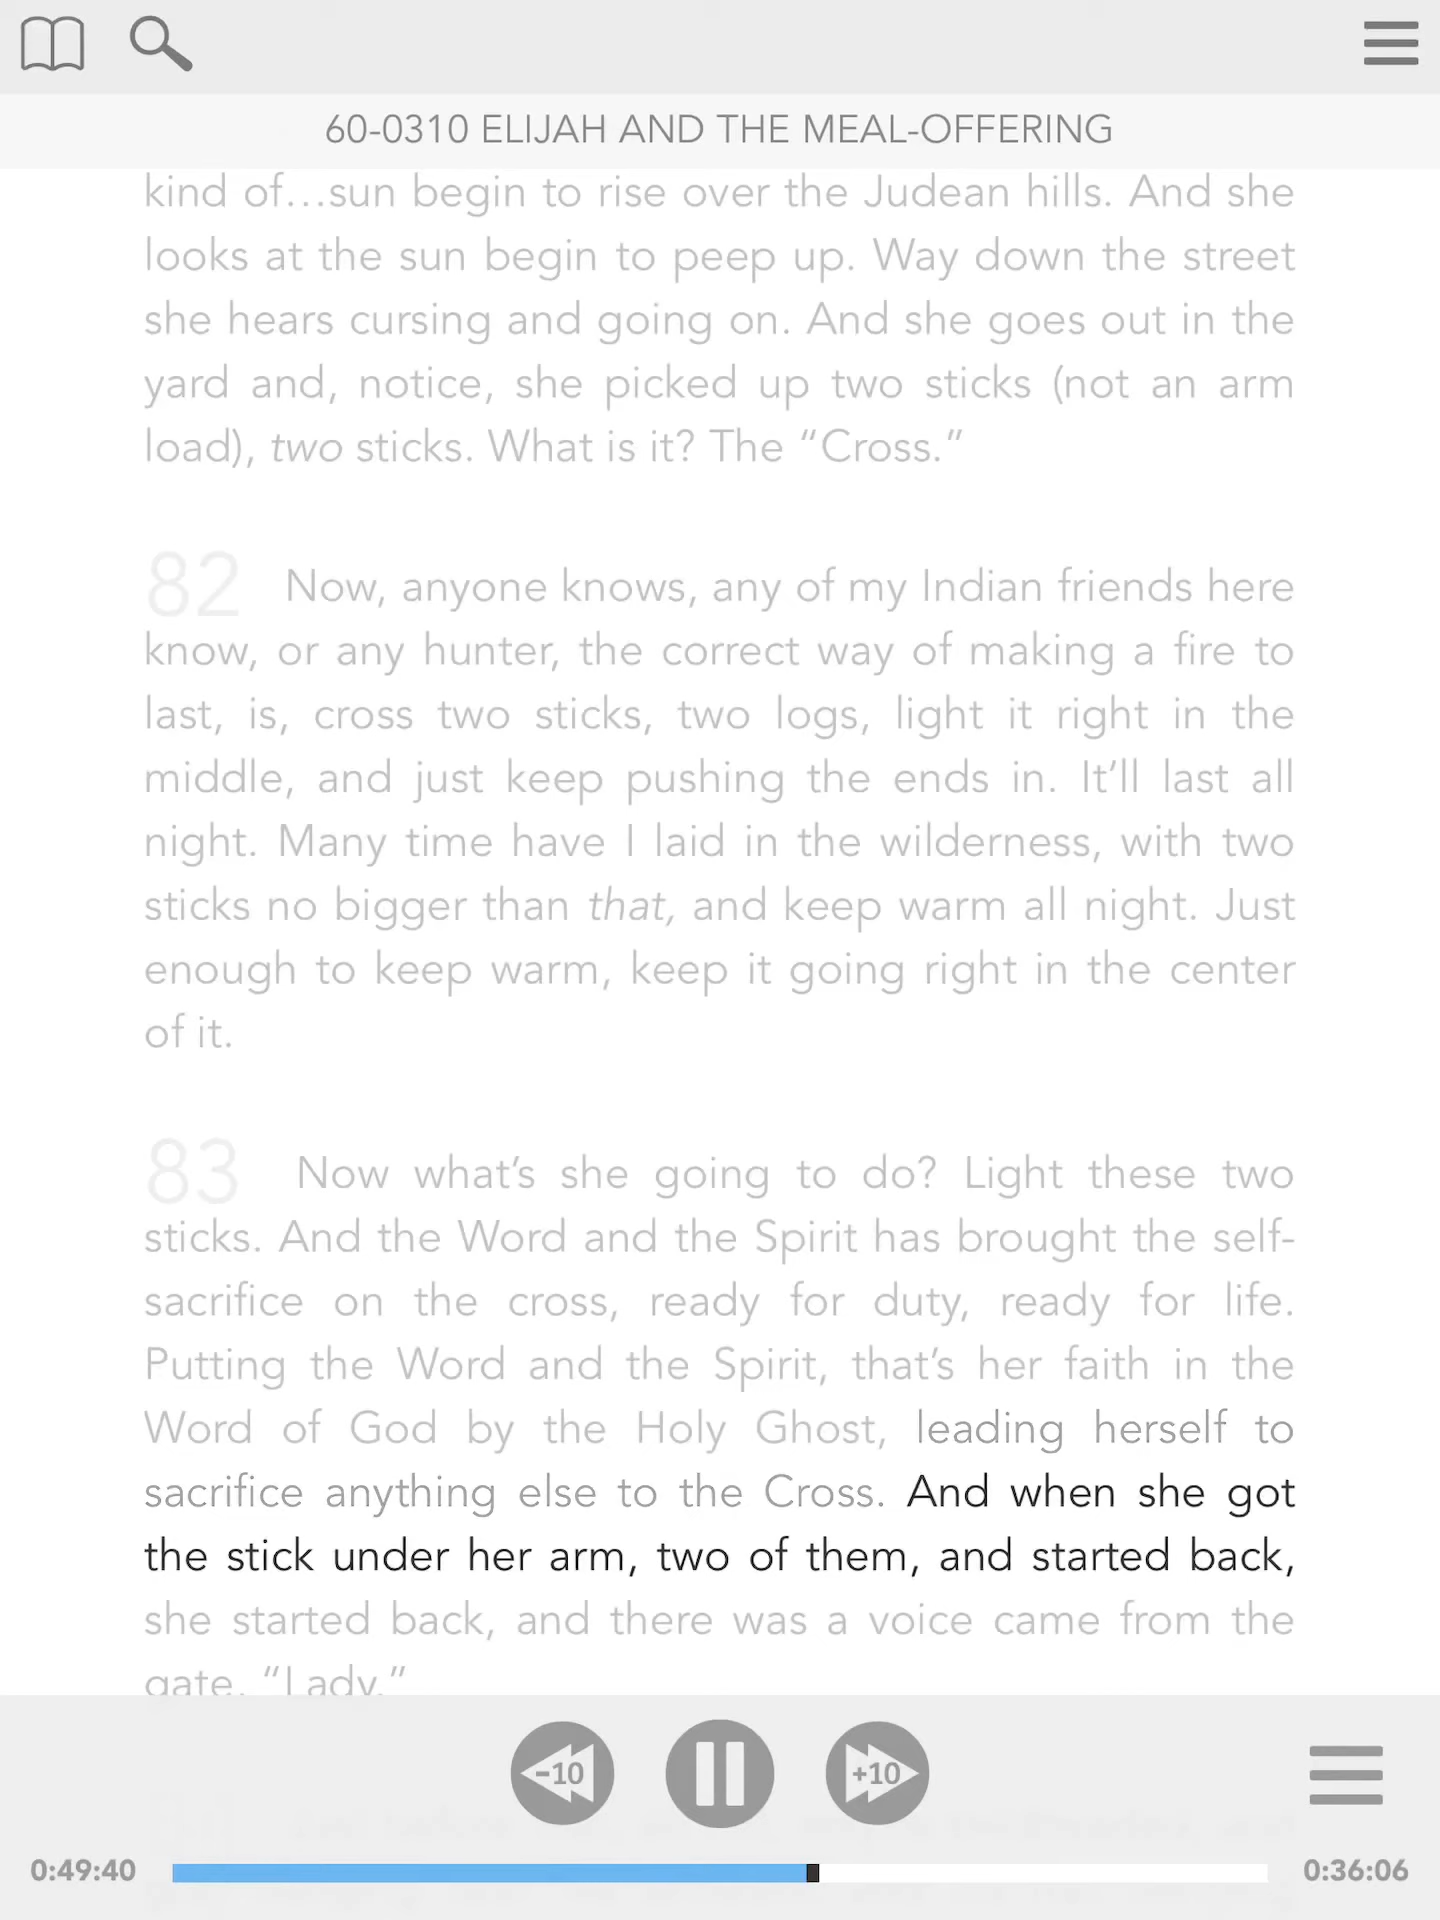 60-0310 ELIJAH AND THE MEAL-OFFERING
kind of…sun begin to rise over the Judean hills. And she
looks at the sun begin to peep up. Way down the street
she hears cursing and going on. And she goes out in the
yard and, notice, she picked up two sticks (not an arm
load), two sticks. What is it? The “Cross.”
82 Now, anyone knows, any of my Indian friends here
know, or any hunter, the correct way of making a fire to
last, is, cross two sticks, two logs, light it right in the
middle, and just keep pushing the ends in. It’ll last all
night. Many time have I laid in the wilderness, with two
sticks no bigger than that, and keep warm all night. Just
enough to keep warm, keep it going right in the center
of it.
83 Now what’s she going to do? Light these two
sticks. And the Word and the Spirit has brought the self-
sacrifice on the cross, ready for duty, ready for life.
Putting the Word and the Spirit, that’s her faith in the
Word of God by the Holy Ghost, leading herself to
sacrifice anything else to the Cross. And when she got
the stick under her arm, two of them, and started back,
she started back, and there was a voice came from the
gate, “Lady.”
-10
+10
0:49:40
0:36:06